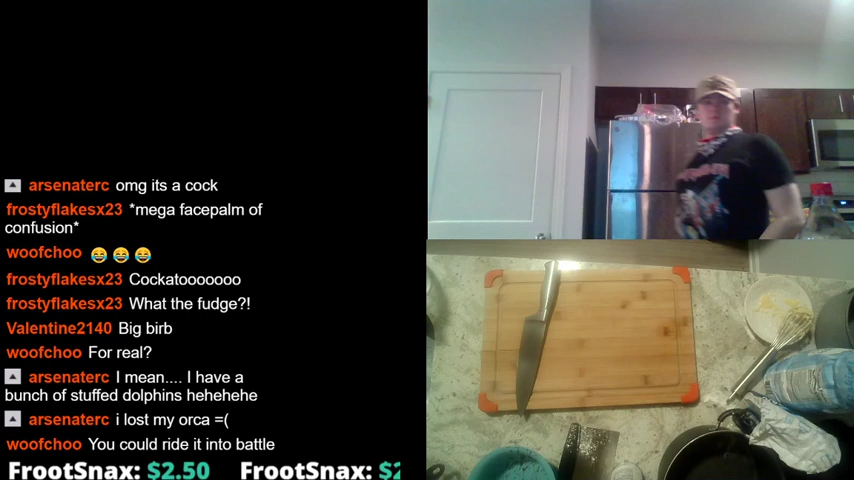 arsenaterc omg its a cock
frostyflakesx23 *mega facepalm of
confusion*
woofchoo 😂 😂 😂
frostyflakesx23 Cockatooooooo
frostyflakesx23 What the fudge?!
Valentine2140 Big birb
woofchoo For real?
arsenaterc I mean.... I have a
bunch of stuffed dolphins hehehehe
arsenaterc i lost my orca =(
woofchoo You could ride it into battle
FrootSnax: $2.50 FrootSnax: $2